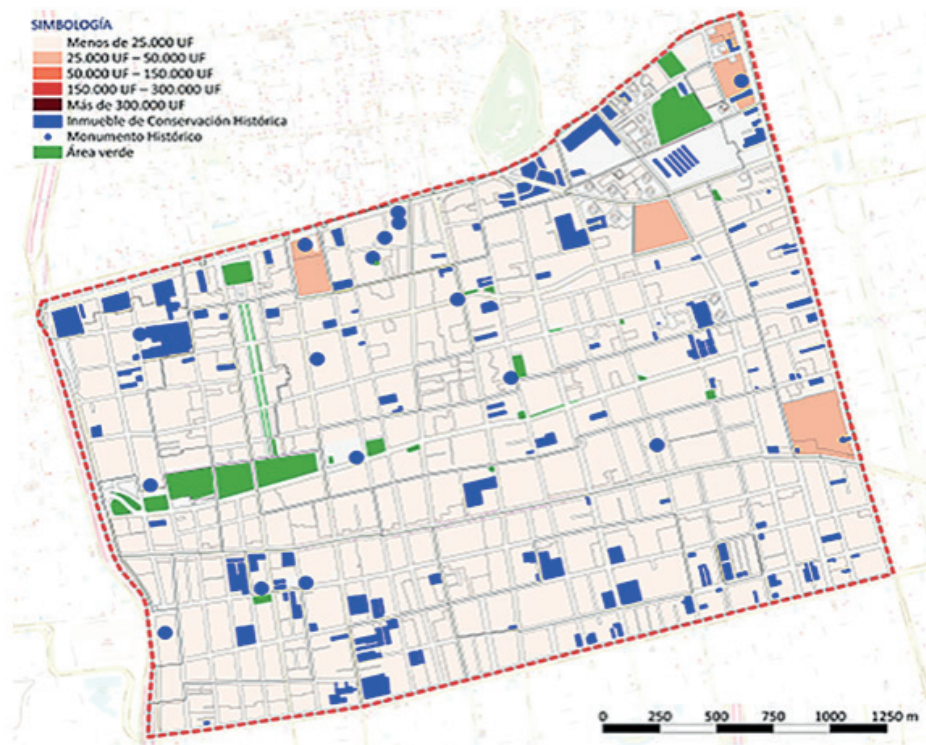 SIMBOLOGÍA
Menos de 25.000 UF
25.000 UF – 50.000 UF
50.000 UF – 150.000 UF
150.000 UF – 300.000 UF
Más de 300.000 UF
Inmueble de Conservación Histórica
Monumento Histórico
Área verde
0 250 500 750 1000 1250 m